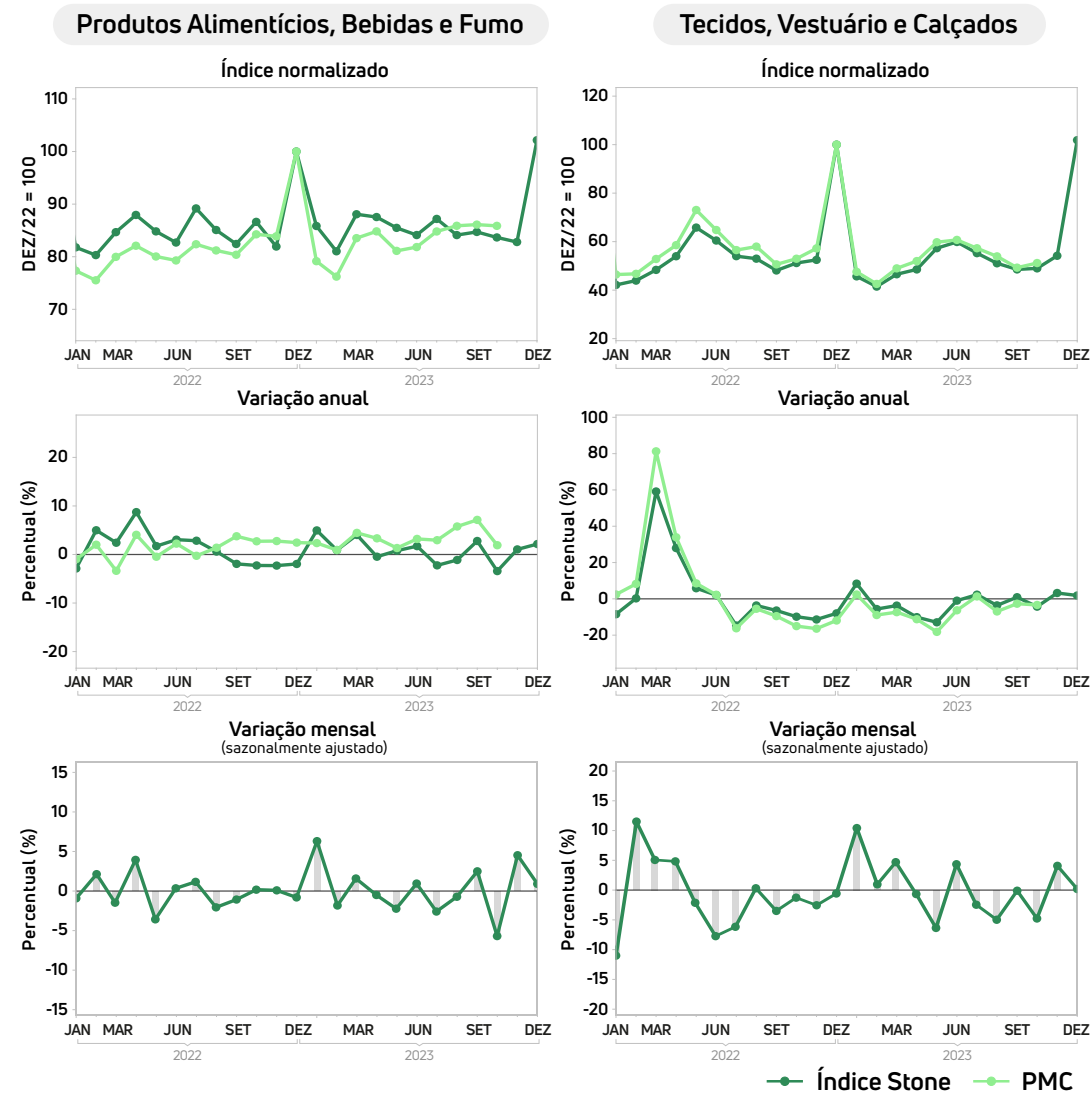 Produtos Alimentícios, Bebidas e Fumo
Índice normalizado
DEZ/22 = 100
110
100
90
80
70
JAN MAR JUN SET DEZ MAR JUN SET DEZ
2022 2023
Variação anual
Percentual (%)
20
10
0
-10
-20
JAN MAR JUN SET DEZ MAR JUN SET DEZ
2022 2023
Variação mensal
(sazonalmente ajustado)
Percentual (%)
15
10
5
0
-5
-10
-15
JAN MAR JUN SET DEZ MAR JUN SET DEZ
2022 2023
Tecidos, Vestuário e Calçados
Índice normalizado
DEZ/22 = 100
120
100
80
60
40
20
JAN MAR JUN SET DEZ MAR JUN SET DEZ
2022 2023
Variação anual
Percentual (%)
100
80
60
40
20
0
-20
JAN MAR JUN SET DEZ MAR JUN SET DEZ
2022 2023
Variação mensal
(sazonalmente ajustado)
Percentual (%)
20
15
10
5
0
-5
-10
-15
-20
JAN MAR JUN SET DEZ MAR JUN SET DEZ
2022 2023
Índice Stone PMC